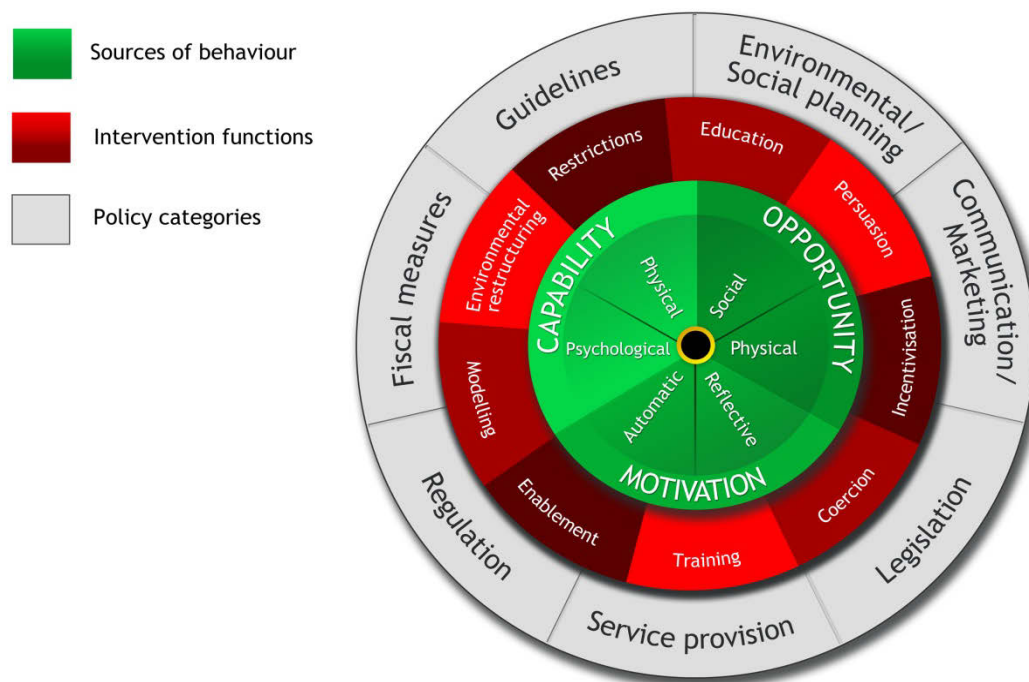 Sources of behaviour
Intervention functions
Policy categories
Guidelines
Environmental/
Social planning
Communication/
Marketing
Legislation
Service provision
Regulation
Fiscal measures
Restrictions
Education
Persuasion
Incentivisation
Coercion
Training
Enablement
Modelling
Environmental
restructuring
CAPABILITY
OPPORTUNITY
MOTIVATION
Physical
Social
Psychological
Physical
Automatic
Reflective